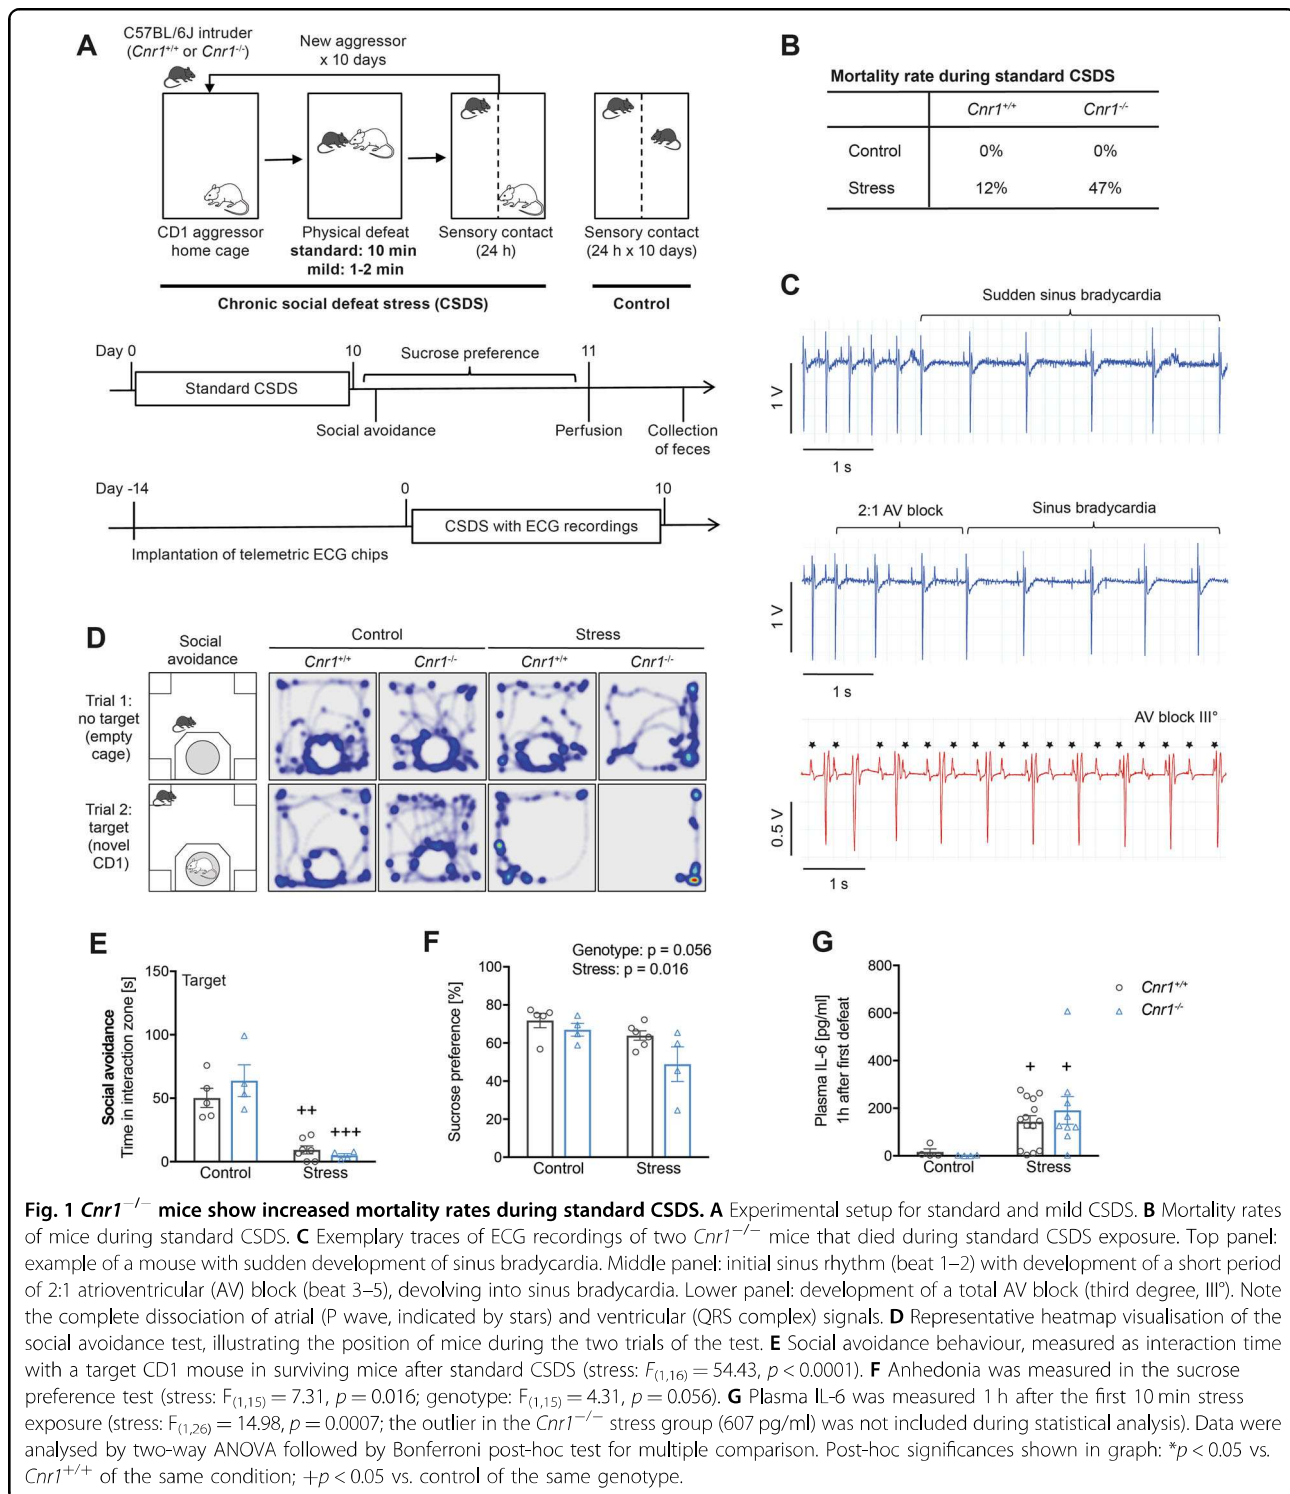 A
C57BL/6J intruder
(Cnr1+/+ or Cnr1-/-)
New aggressor
x 10 days
CD1 aggressor
home cage
Physical defeat
standard: 10 min
mild: 1-2 min
Sensory contact
(24 h)
Sensory contact
(24 h x 10 days)
Chronic social defeat stress (CSDS)
Control
Day 0
10
Sucrose preference
11
Standard CSDS
Social avoidance
Perfusion
Collection
of feces
Day -14
0
10
CSDS with ECG recordings
Implantation of telemetric ECG chips
B
Mortality rate during standard CSDS
Cnr1+/+ Cnr1-/-
Control 0% 0%
Stress 12% 47%
C
Sudden sinus bradycardia
1 V
1 s
2:1 AV block
Sinus bradycardia
1 V
1 s
AV block III°
0.5 V
1 s
D
Social
avoidance
Control
Stress
Cnr1+/+ Cnr1-/- Cnr1+/+ Cnr1-/-
Trial 1:
no target
(empty
cage)
Trial 2:
target
(novel
CD1)
E
Social avoidance
Time in interaction zone [s]
150
100
50
0
Target
++
+++
Control
Stress
F
Genotype: p = 0.056
Stress: p = 0.016
Sucrose preference [%]
100
80
60
40
20
0
Control
Stress
G
Plasma IL-6 [pg/ml]
1h after first defeat
800
600
400
200
0
+
+
Control
Stress
Cnr1+/+
Cnr1-/-
Fig. 1 Cnr1−/− mice show increased mortality rates during standard CSDS. A Experimental setup for standard and mild CSDS. B Mortality rates
of mice during standard CSDS. C Exemplary traces of ECG recordings of two Cnr1−/− mice that died during standard CSDS exposure. Top panel:
example of a mouse with sudden development of sinus bradycardia. Middle panel: initial sinus rhythm (beat 1–2) with development of a short period
of 2:1 atrioventricular (AV) block (beat 3–5), devolving into sinus bradycardia. Lower panel: development of a total AV block (third degree, III°). Note
the complete dissociation of atrial (P wave, indicated by stars) and ventricular (QRS complex) signals. D Representative heatmap visualisation of the
social avoidance test, illustrating the position of mice during the two trials of the test. E Social avoidance behaviour, measured as interaction time
with a target CD1 mouse in surviving mice after standard CSDS (stress: F(1,16) = 54.43, p < 0.0001). F Anhedonia was measured in the sucrose
preference test (stress: F(1,15) = 7.31, p = 0.016; genotype: F(1,15) = 4.31, p = 0.056). G Plasma IL-6 was measured 1 h after the first 10 min stress
exposure (stress: F(1,26) = 14.98, p = 0.0007; the outlier in the Cnr1−/− stress group (607 pg/ml) was not included during statistical analysis). Data were
analysed by two-way ANOVA followed by Bonferroni post-hoc test for multiple comparison. Post-hoc significances shown in graph: *p < 0.05 vs.
Cnr1+/+ of the same condition; +p < 0.05 vs. control of the same genotype.